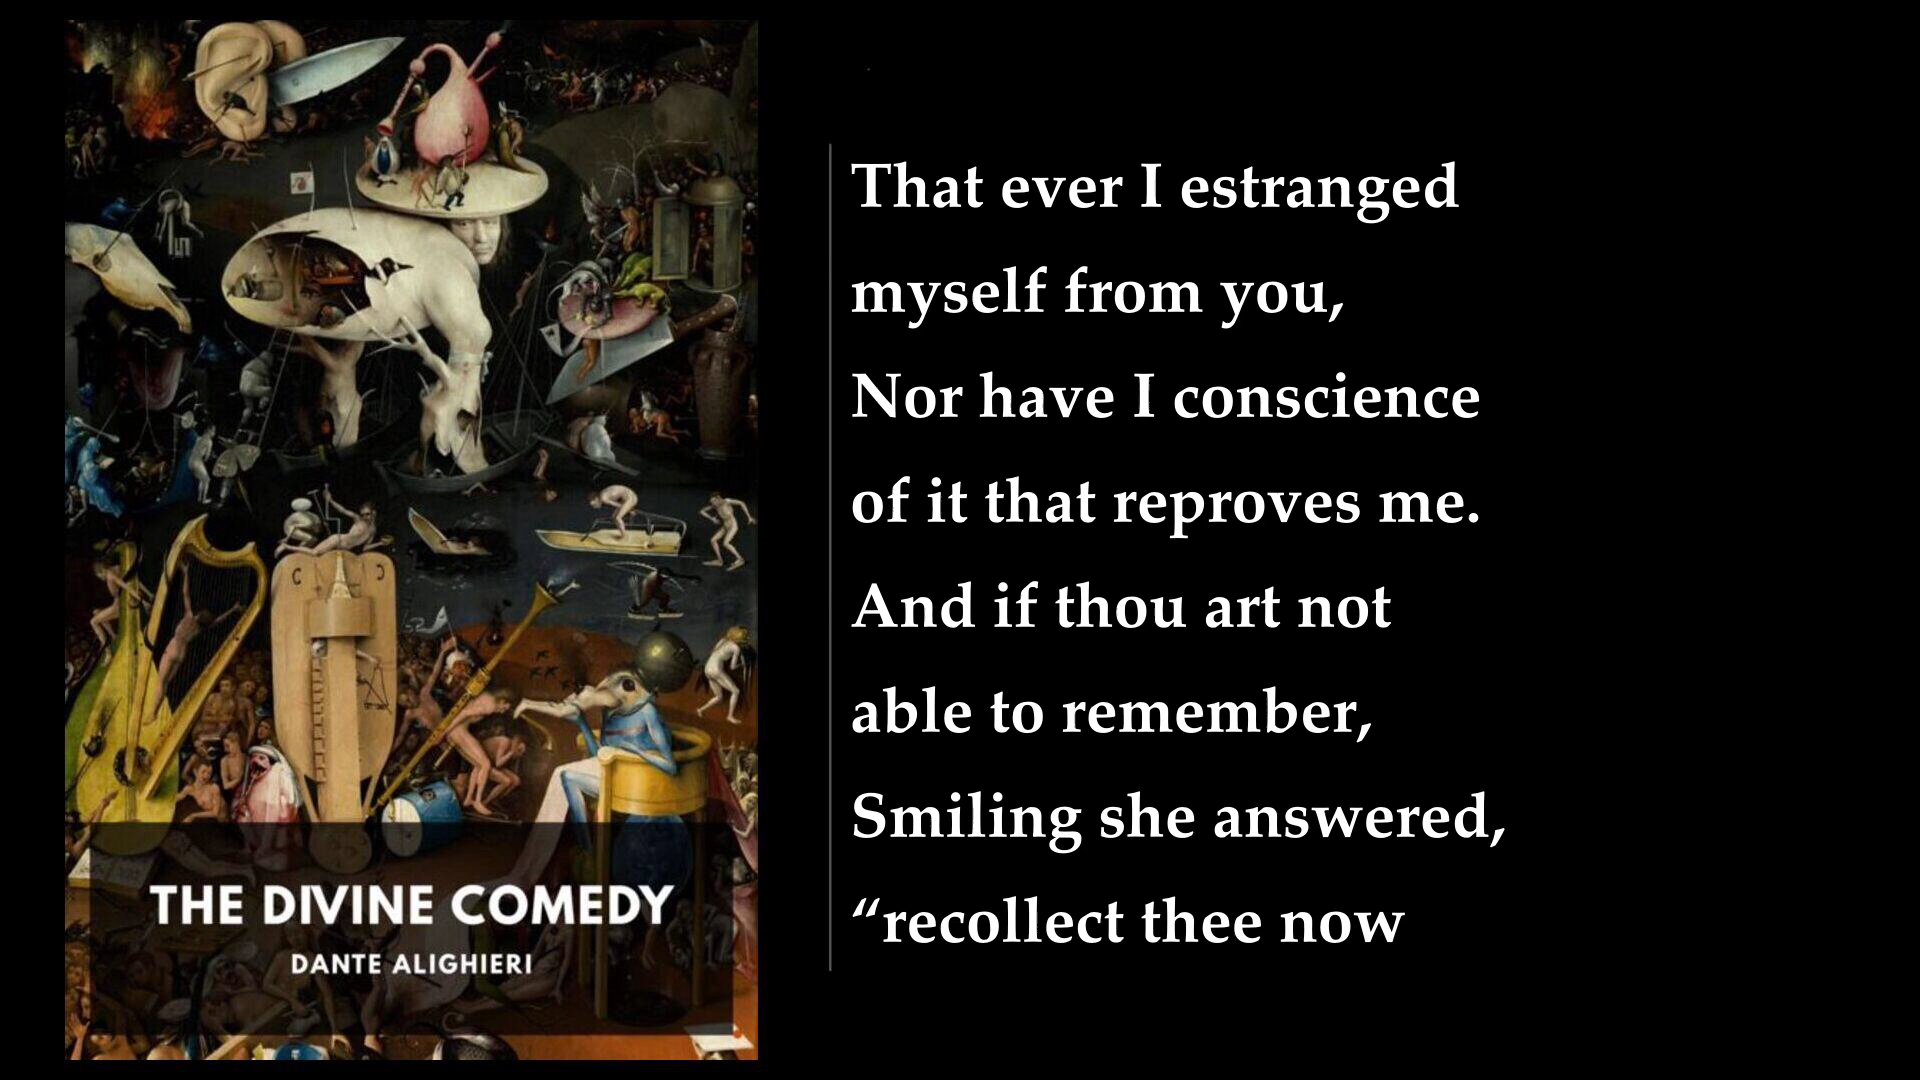 THE DIVINE COMEDY
DANTE ALIGHIERI
That ever I estranged
myself from you,
Nor have I conscience
of it that reproves me.
And if thou art not
able to remember,
Smiling she answered,
“recollect thee now